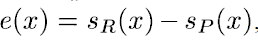 e(x) = s_R(x) − s_P(x),